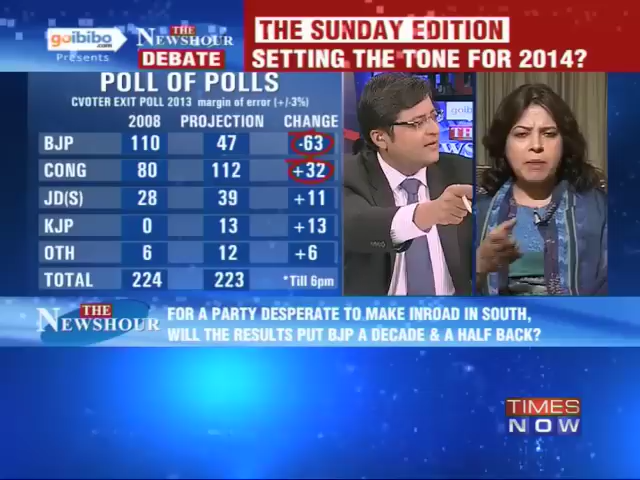 goibibo.com
Presents
THE
NEWSHOUR
DEBATE
THE SUNDAY EDITION
SETTING THE TONE FOR 2014?
POLL OF POLLS
CVOTER EXIT POLL 2013 margin of error (+/-3%)
2008 PROJECTION CHANGE
BJP 110 47 -63
CONG 80 112 +32
JD(S) 28 39 +11
KJP 0 13 +13
OTH 6 12 +6
TOTAL 224 223 *Till 6pm
goibi
THE
NEWSHOUR
FOR A PARTY DESPERATE TO MAKE INROAD IN SOUTH,
WILL THE RESULTS PUT BJP A DECADE & A HALF BACK?
TIMES
NOW